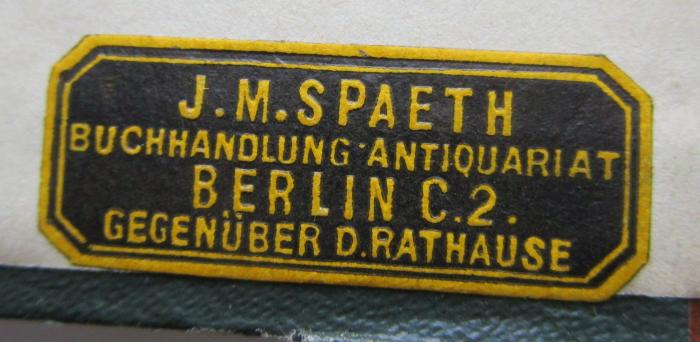 J.M.SPAETH
BUCHHANDLUNG·ANTIQUARIAT
BERLIN C.2.
GEGENÜBER D.RATHAUSE